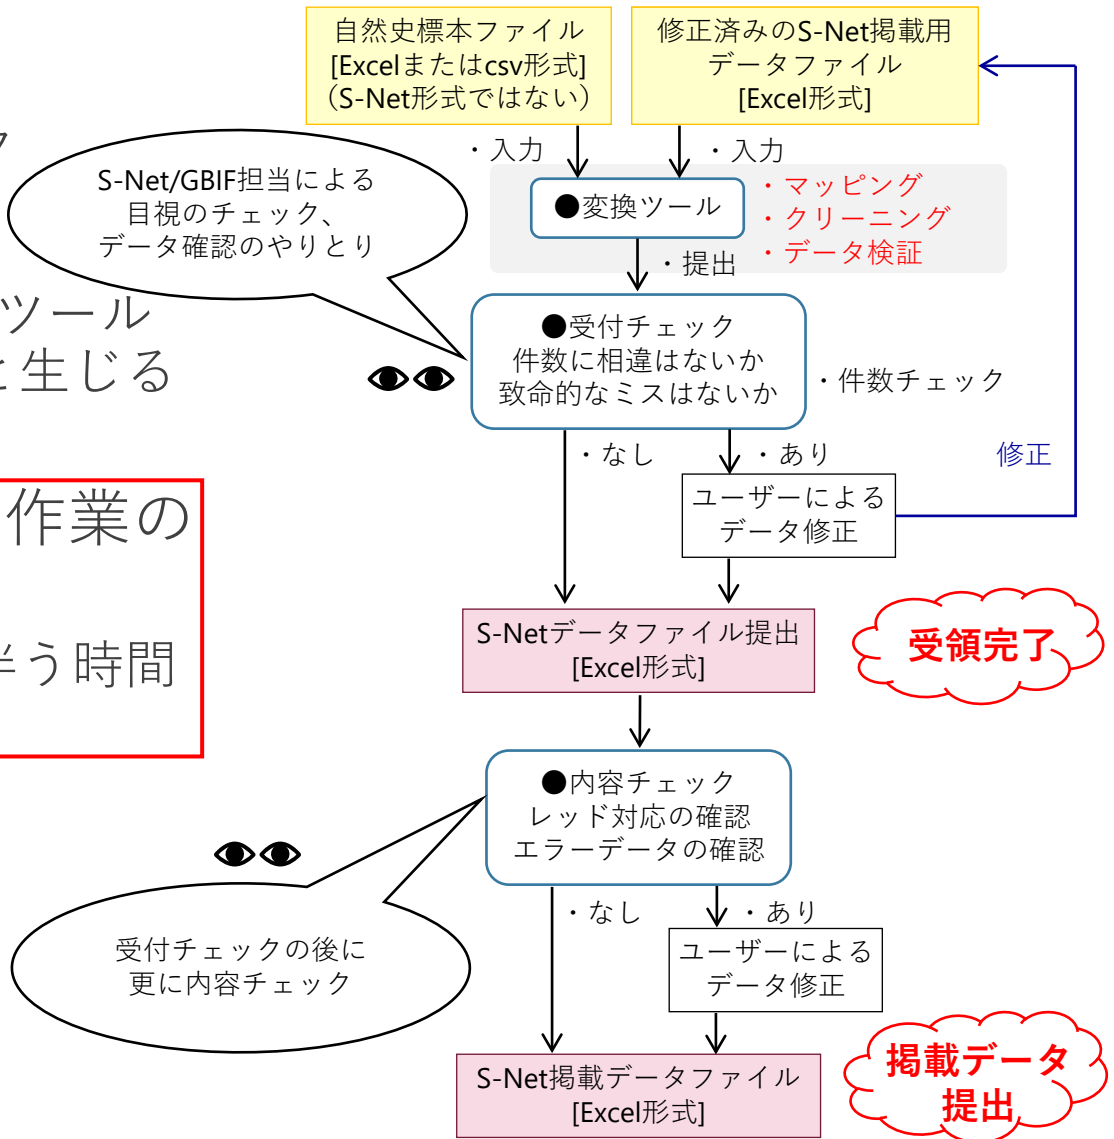 自然史標本ファイル
[Excelまたはcsv形式]
（S-Net形式ではない）
修正済みのS-Net掲載用
データファイル
[Excel形式]
・入力
・入力
S-Net/GBIF担当による
目視のチェック、
データ確認のやりとり
●変換ツール
・マッピング
・クリーニング
・データ検証
・提出
ツール
と生じる
●受付チェック
件数に相違はないか
致命的なミスはないか
・件数チェック
・なし
・あり
修正
作業の
伴う時間
ユーザーによる
データ修正
S-Netデータファイル提出
[Excel形式]
受領完了
●内容チェック
レッド対応の確認
エラーデータの確認
受付チェックの後に
更に内容チェック
・なし
・あり
ユーザーによる
データ修正
S-Net掲載データファイル
[Excel形式]
掲載データ
提出